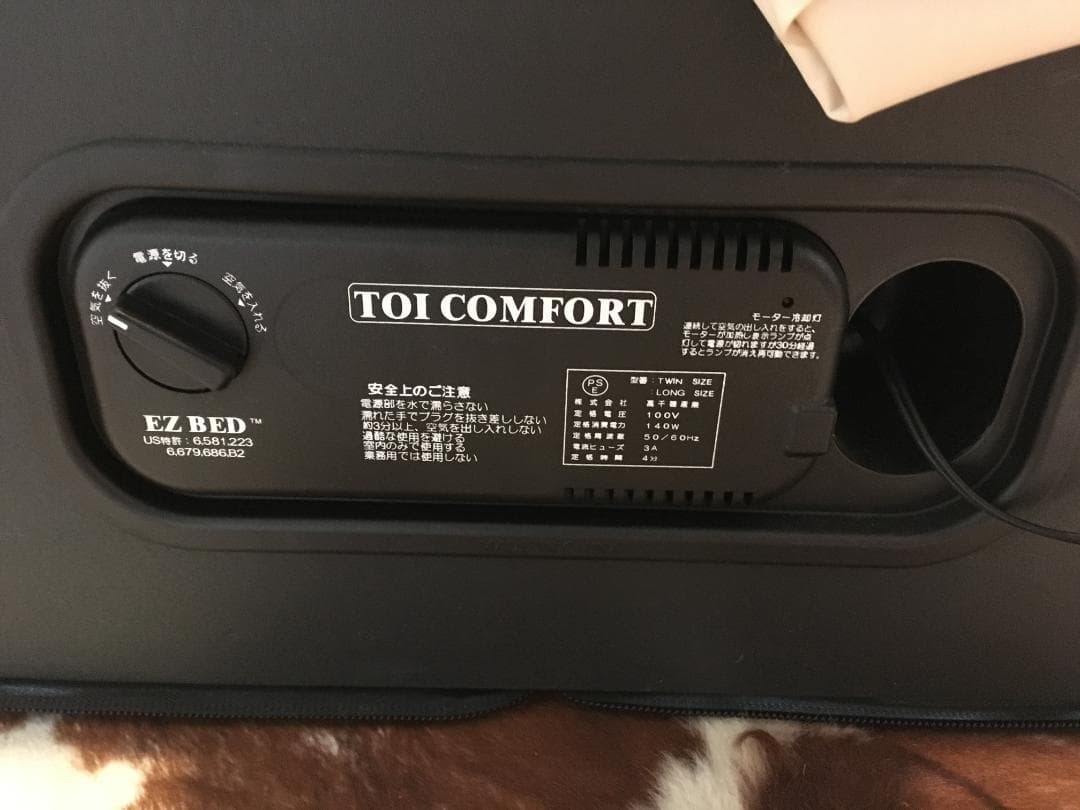 電源を切る
空気を抜く
空気を入れる
TOI COMFORT
モーター冷却灯
連続して空気の出し入れをすると、
モーターが加熱し表示ランプが点
灯して電源が切れますが30分経過
するとランプが消え再可動できます。
EZ BED™
US特許：6.581.223
6.679.686.B2
安全上のご注意
電源部を水で濡らさない
濡れた手でプラグを抜き差ししない
約3分以上、空気を出し入れしない
過酷な使用を避ける
室内のみで使用する
業務用では使用しない
PS
E
型番：TWIN SIZE
：LONG SIZE
株式会社 高千穂産業
定格電圧 100V
定格消費電力 140W
定格周波数 50/60Hz
電流ヒューズ 3A
定格時間 4分